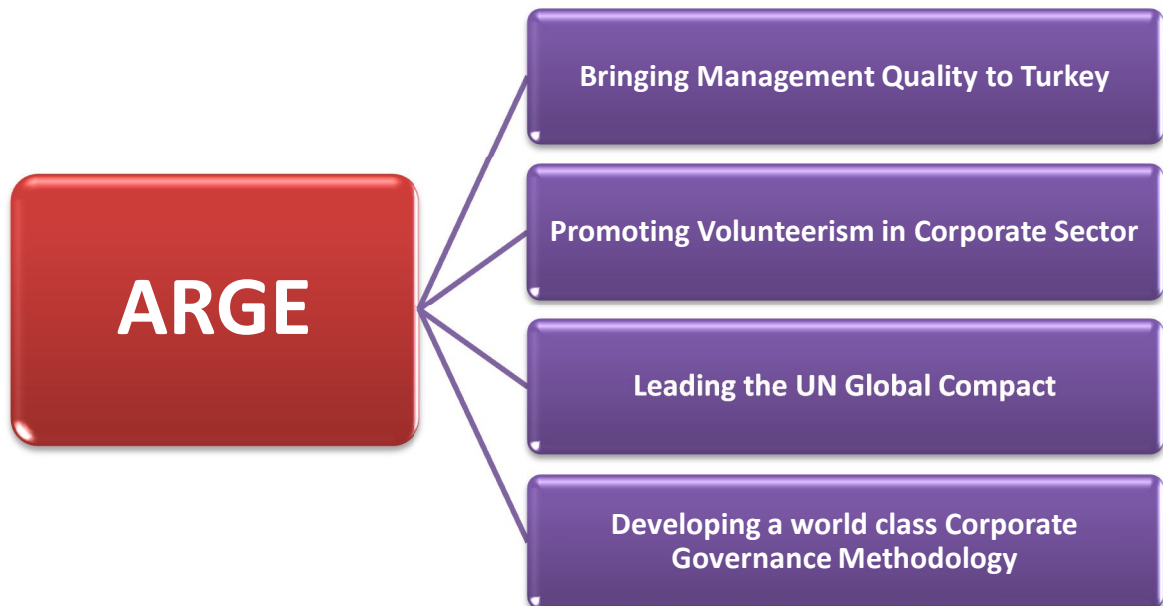 ARGE
Bringing Management Quality to Turkey
Promoting Volunteerism in Corporate Sector
Leading the UN Global Compact
Developing a world class Corporate
Governance Methodology